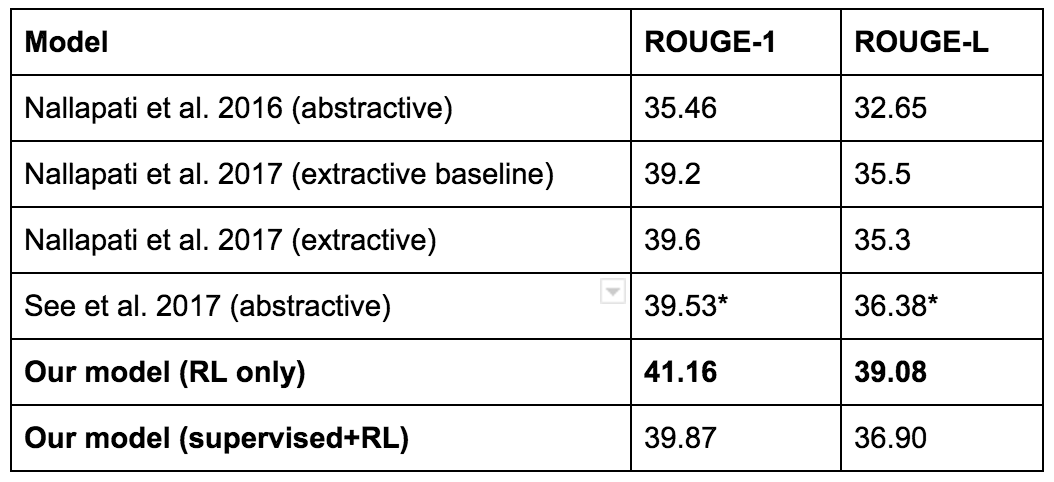 Model ROUGE-1 ROUGE-L
Nallapati et al. 2016 (abstractive) 35.46 32.65
Nallapati et al. 2017 (extractive baseline) 39.2 35.5
Nallapati et al. 2017 (extractive) 39.6 35.3
See et al. 2017 (abstractive) 39.53* 36.38*
Our model (RL only) 41.16 39.08
Our model (supervised+RL) 39.87 36.90